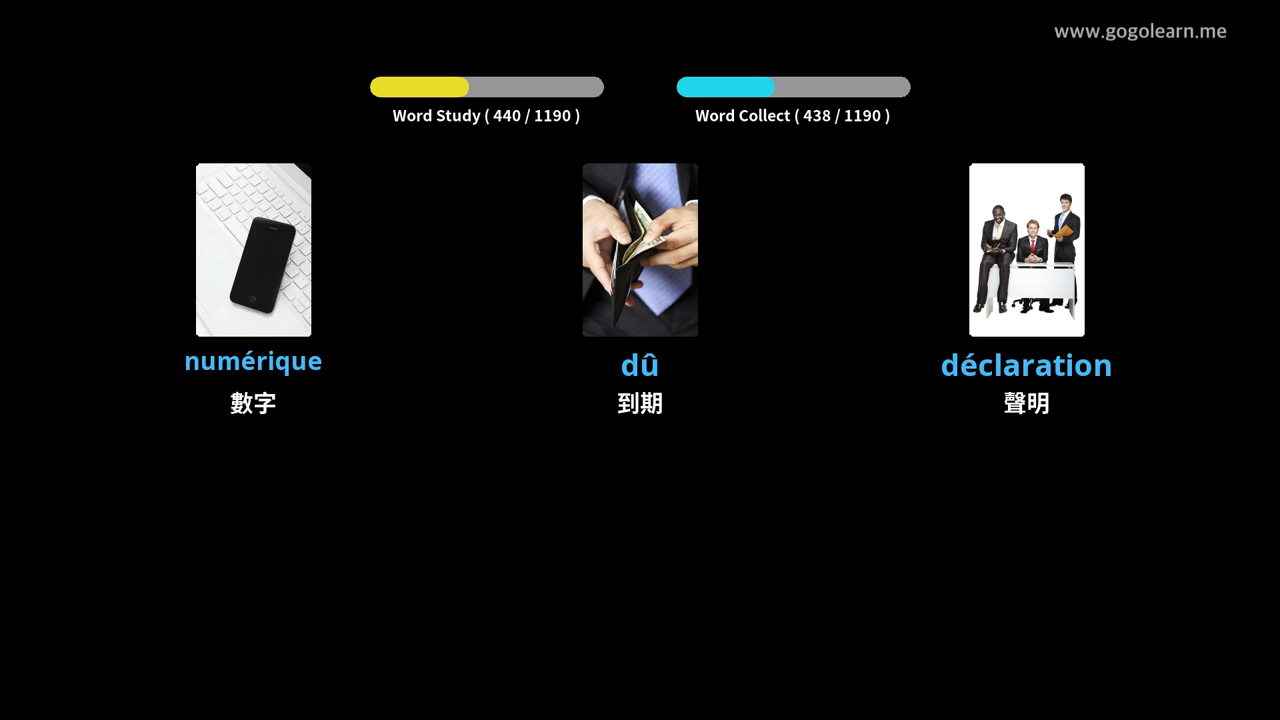 www.gogolearn.me
Word Study ( 440 / 1190 )
Word Collect ( 438 / 1190 )
numérique
dû
déclaration
數字
到期
聲明